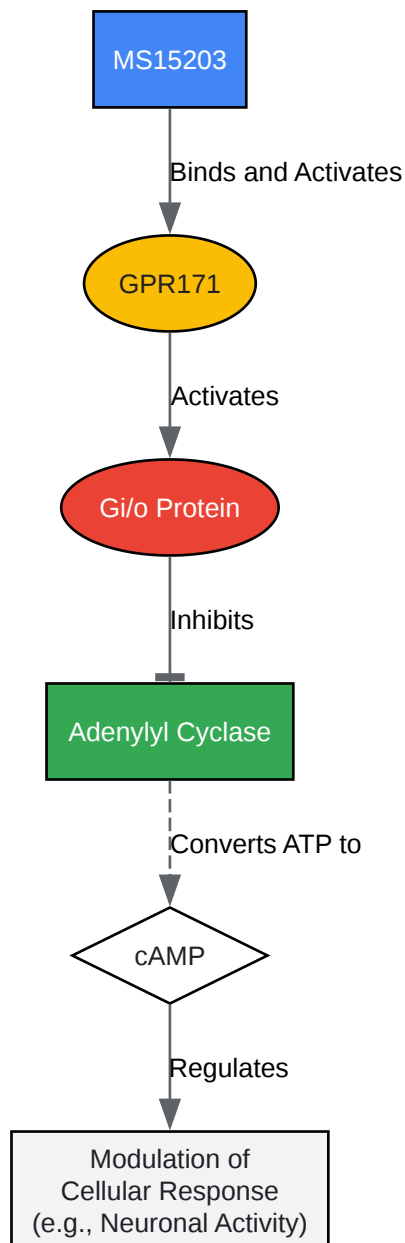 MS15203
Binds and Activates
GPR171
Activates
Gi/o Protein
Inhibits
Adenylyl Cyclase
Converts ATP to
cAMP
Regulates
Modulation of
Cellular Response
(e.g., Neuronal Activity)